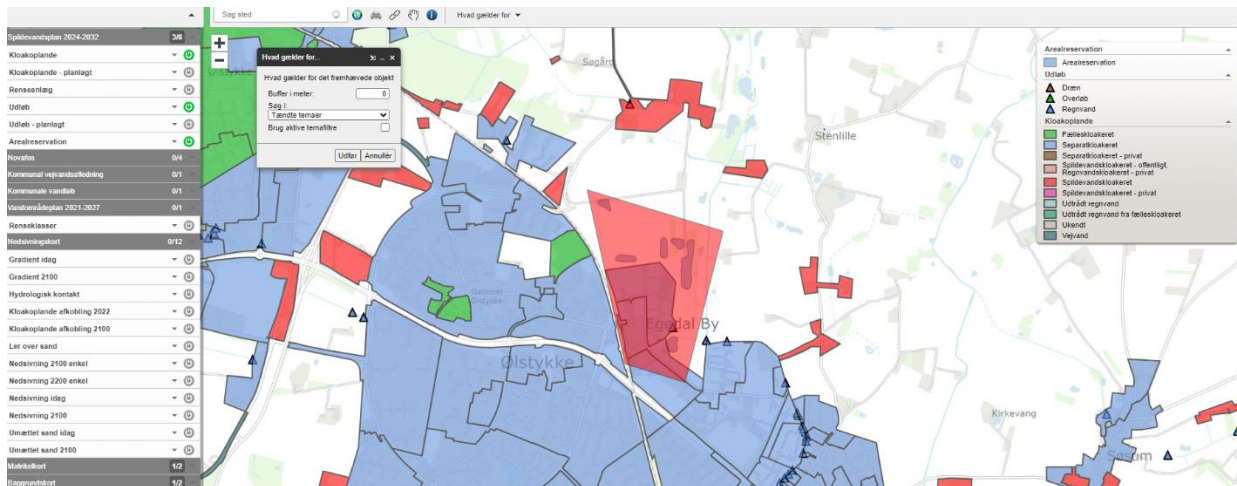 Søg sted
Hvad gælder for
Spildevandsplan 2024-2032 3/6
Kloakoplande
Kloakoplande - planlagt
Renseanlæg
Udløb
Udløb - planlagt
Arealreservation
Novafos 0/4
Kommunal vejvandsafledning 0/1
Kommunale vandløb 0/1
Vandområdeplan 2021-2027 0/1
Renseklasser
Nedsivningskort 0/12
Gradient idag
Gradient 2100
Hydrologisk kontakt
Kloakoplande afkobling 2022
Kloakoplande afkobling 2100
Ler over sand
Nedsivning 2100 enkel
Nedsivning 2200 enkel
Nedsivning idag
Nedsivning 2100
Umættet sand idag
Umættet sand 2100
Matrikelkort 1/2
Baggrundskort 1/2
+
−
Hvad gælder for...
Hvad gælder for det fremhævede objekt
Buffer i meter: 0
Søg i:
Tændte temaer
Brug aktive temafiltre
Udfør Annullér
Søgård
Stenlille
Gammel
Ølstykke
Egedal By
Ølstykke
Kirkevang
Søsum
Arealreservation
Arealreservation
Udløb
Dræn
Overløb
Regnvand
Kloakoplande
Fælleskloakeret
Separatkloakeret
Separatkloakeret - privat
Spildevandskloakeret - offentligt,
Regnvandskloakeret - privat
Spildevandskloakeret
Spildevandskloakeret - privat
Udtrådt regnvand
Udtrådt regnvand fra fælleskloakeret
Ukendt
Vejvand